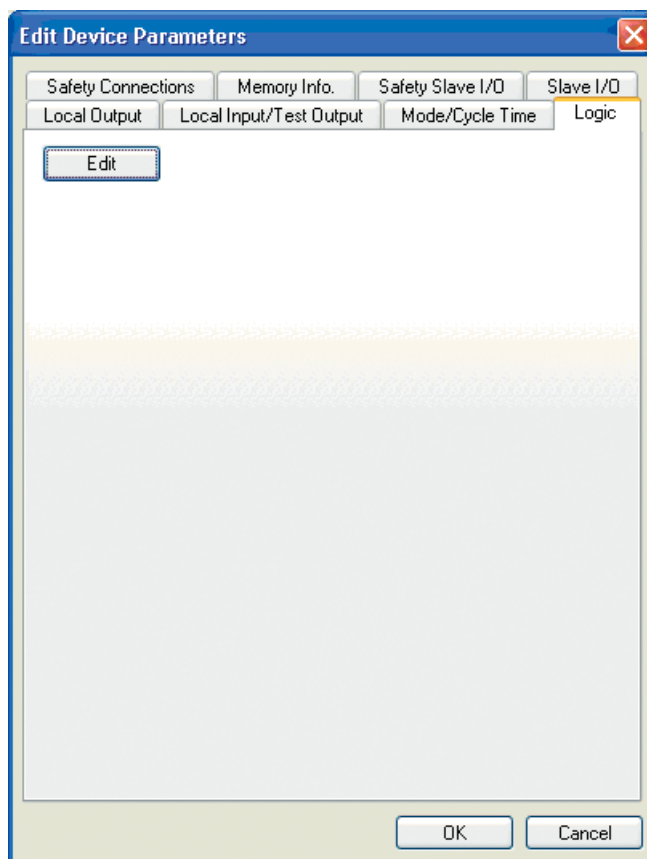 Edit Device Parameters
Safety Connections Memory Info. Safety Slave I/O Slave I/O
Local Output Local Input/Test Output Mode/Cycle Time Logic
Edit
OK Cancel